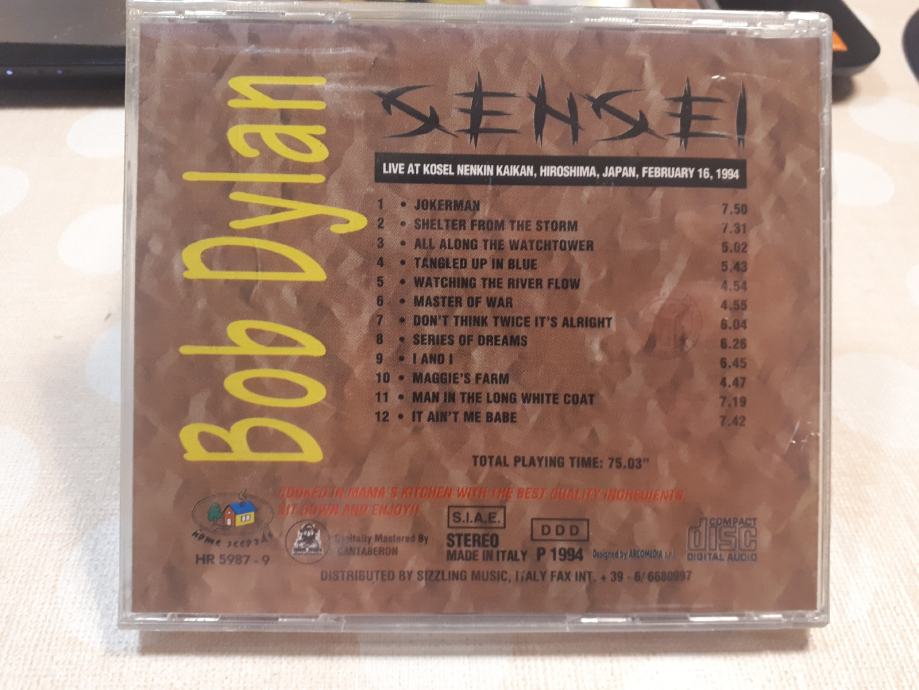 Bob Dylan
SENSEI
LIVE AT KOSEL NENKIN KAIKAN, HIROSHIMA, JAPAN, FEBRUARY 16, 1994
1 • JOKERMAN 7.50
2 • SHELTER FROM THE STORM 7.31
3 • ALL ALONG THE WATCHTOWER 5.02
4 • TANGLED UP IN BLUE 5.43
5 • WATCHING THE RIVER FLOW 4.54
6 • MASTER OF WAR 4.55
7 • DON'T THINK TWICE IT'S ALRIGHT 6.04
8 • SERIES OF DREAMS 6.26
9 • I AND I 6.45
10 • MAGGIE'S FARM 4.47
11 • MAN IN THE LONG WHITE COAT 7.19
12 • IT AIN'T ME BABE 7.42
TOTAL PLAYING TIME: 75.03"
COOKED IN MAMA'S KITCHEN WITH THE BEST QUALITY INGREDIENTS.
SIT DOWN AND ENJOY!!
HOME RECORDS
HR 5987 - 9
Digitally Mastered By
CANTABERON
S.I.A.E.
STEREO
MADE IN ITALY
DDD
P 1994
Designed by ARCOMEDIA s.r.l.
COMPACT
disc
DIGITAL AUDIO
DISTRIBUTED BY SIZZLING MUSIC, ITALY FAX INT. + 39 - 6/ 6680997